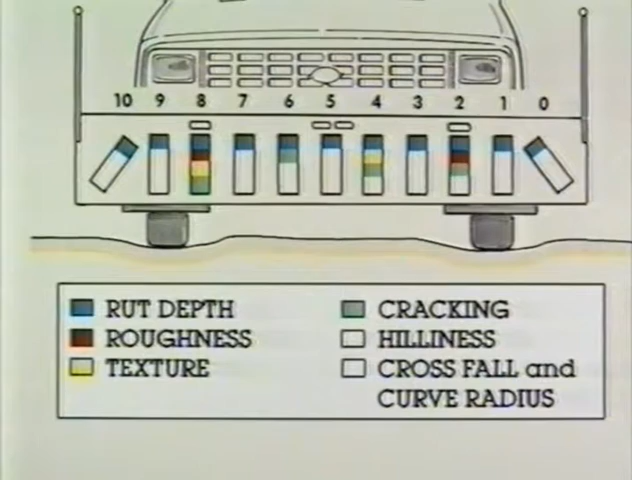 10 9 8 7 6 5 4 3 2 1 0
RUT DEPTH
ROUGHNESS
TEXTURE
CRACKING
HILLINESS
CROSS FALL and
CURVE RADIUS